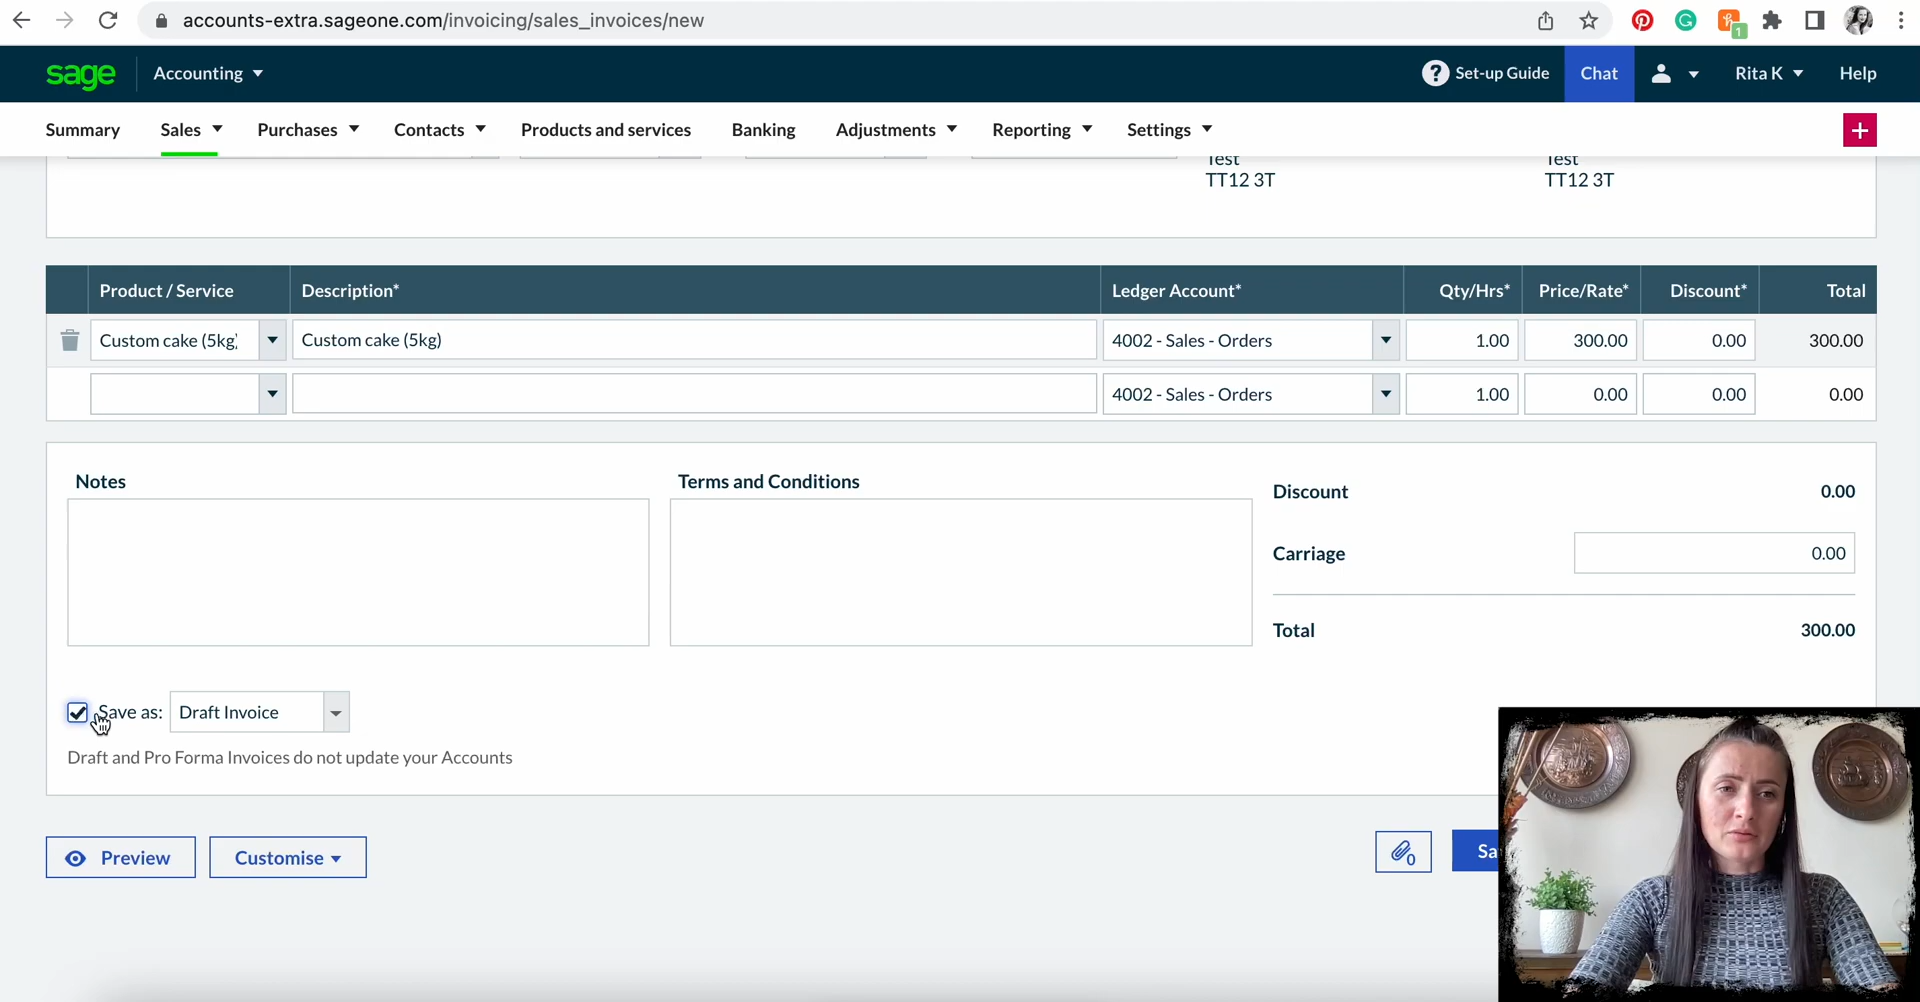 accounts-extra.sageone.com/invoicing/sales_invoices/new
1
sage
Accounting
? Set-up Guide
Chat
Rita K
Help
Summary
Sales
Purchases
Contacts
Products and services
Banking
Adjustments
Reporting
Settings
+
Test
TT12 3T
Test
TT12 3T
Product / Service
Description*
Ledger Account*
Qty/Hrs*
Price/Rate*
Discount*
Total
Custom cake (5kg)
Custom cake (5kg)
4002 - Sales - Orders
1.00
300.00
0.00
300.00
4002 - Sales - Orders
1.00
0.00
0.00
0.00
Notes
Terms and Conditions
Discount
0.00
Carriage
0.00
Total
300.00
Save as:
Draft Invoice
Draft and Pro Forma Invoices do not update your Accounts
Preview
Customise
0
Sa